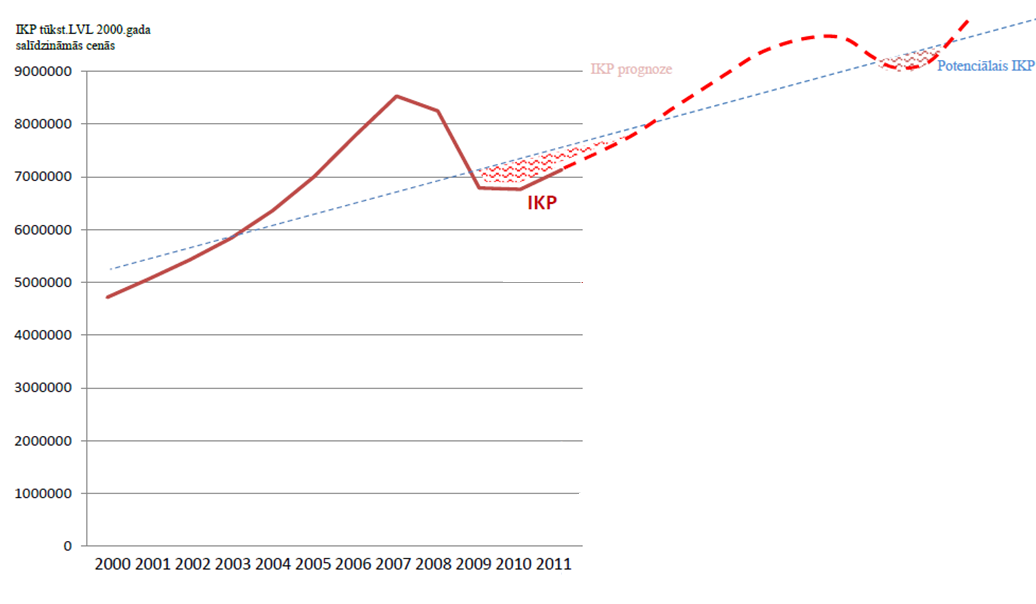 IKP tūkst.LVL 2000.gada
salīdzināmās cenās
9000000
IKP prognoze
Potenciālais IKP
8000000
7000000
IKP
6000000
5000000
4000000
3000000
2000000
1000000
0
2000 2001 2002 2003 2004 2005 2006 2007 2008 2009 2010 2011